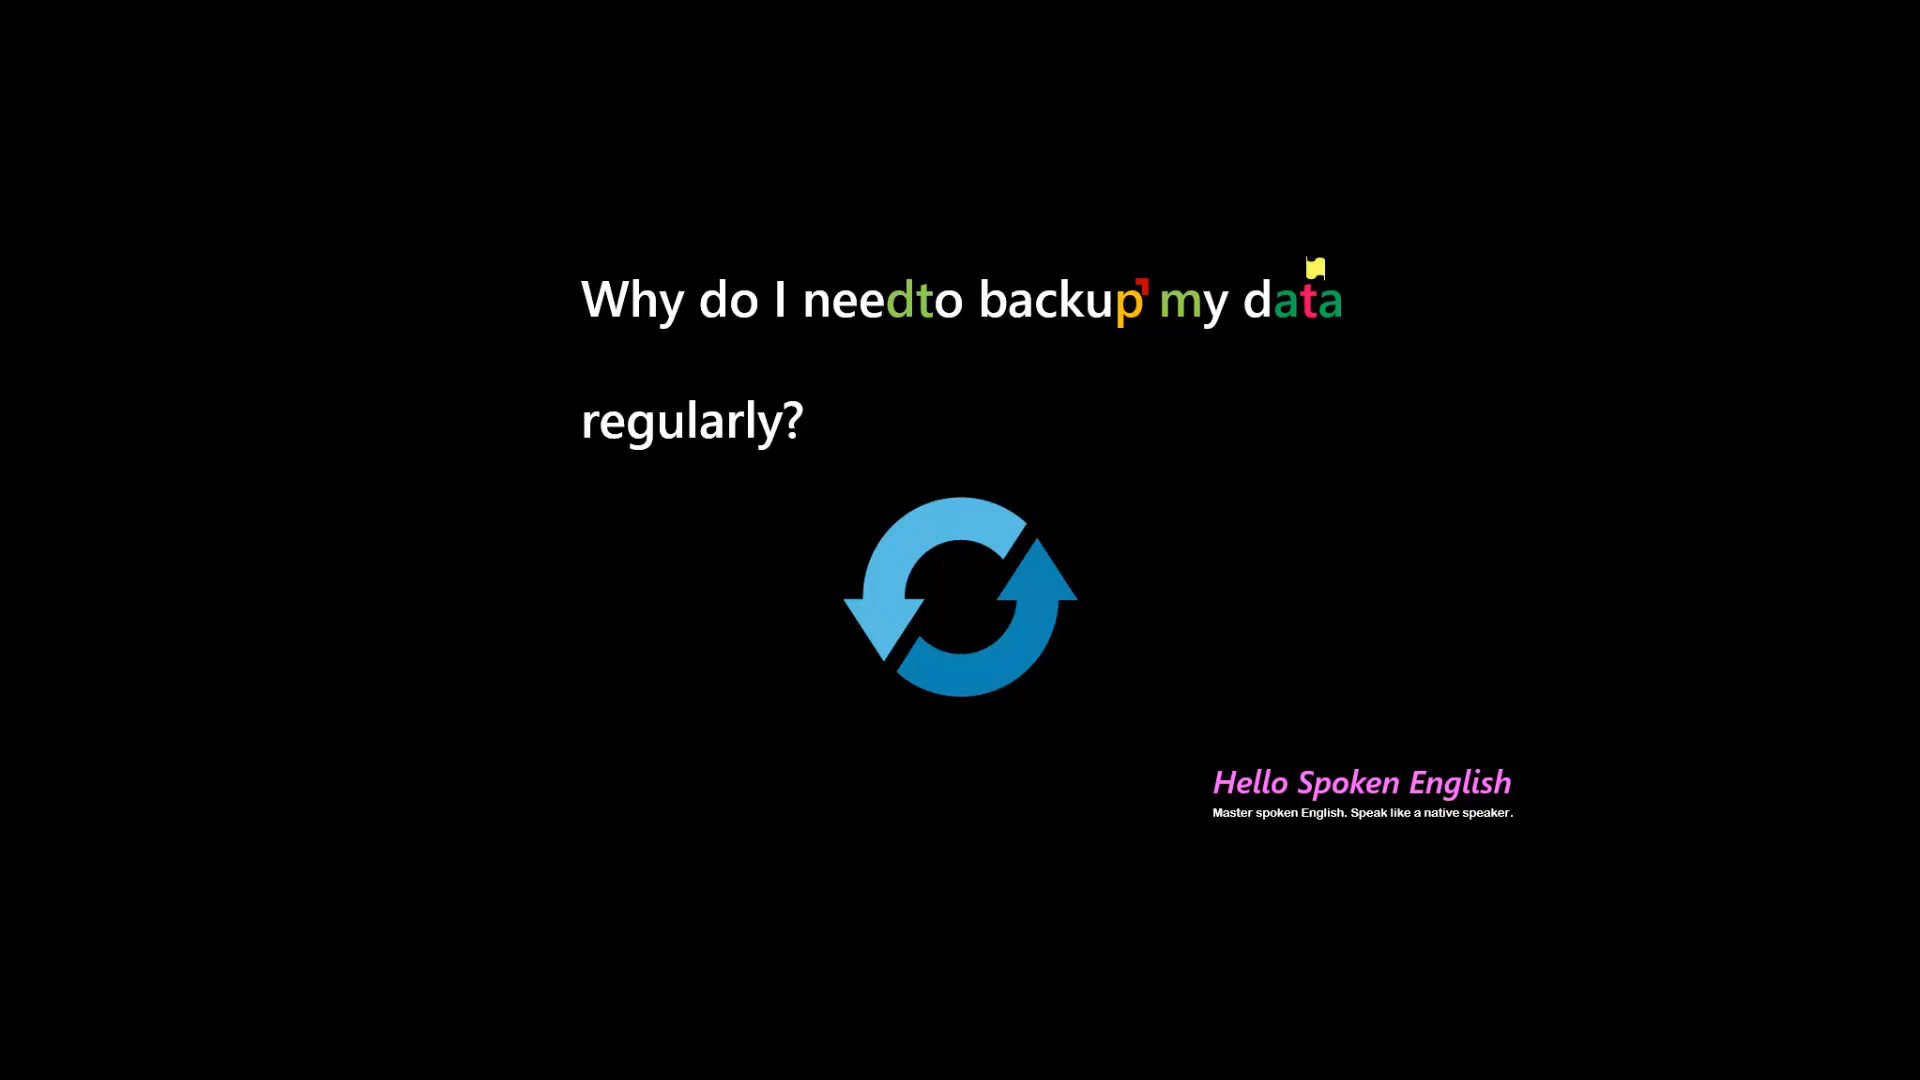 Why do I needto backup my data
regularly?
Hello Spoken English
Master spoken English. Speak like a native speaker.